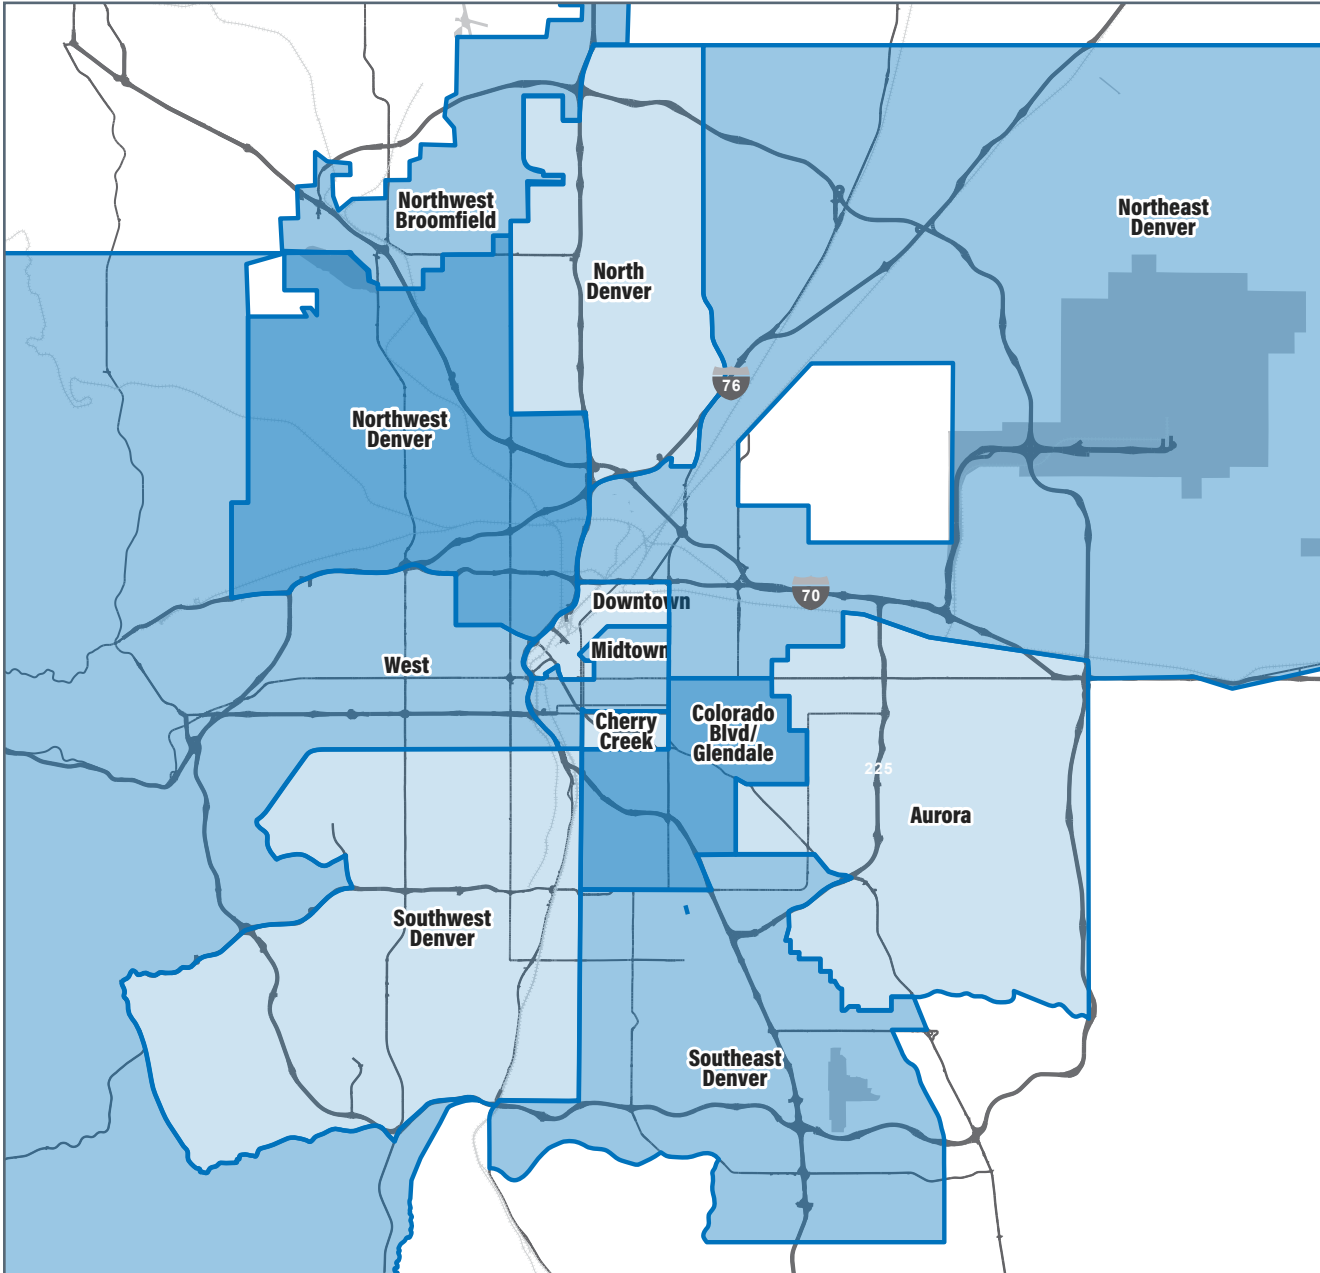 Northwest
Broomfield
Northeast
Denver
North
Denver
76
Northwest
Denver
70
Downtown
Midtown
West
Cherry
Creek
Colorado
Blvd/
Glendale
225
Aurora
Southwest
Denver
Southeast
Denver